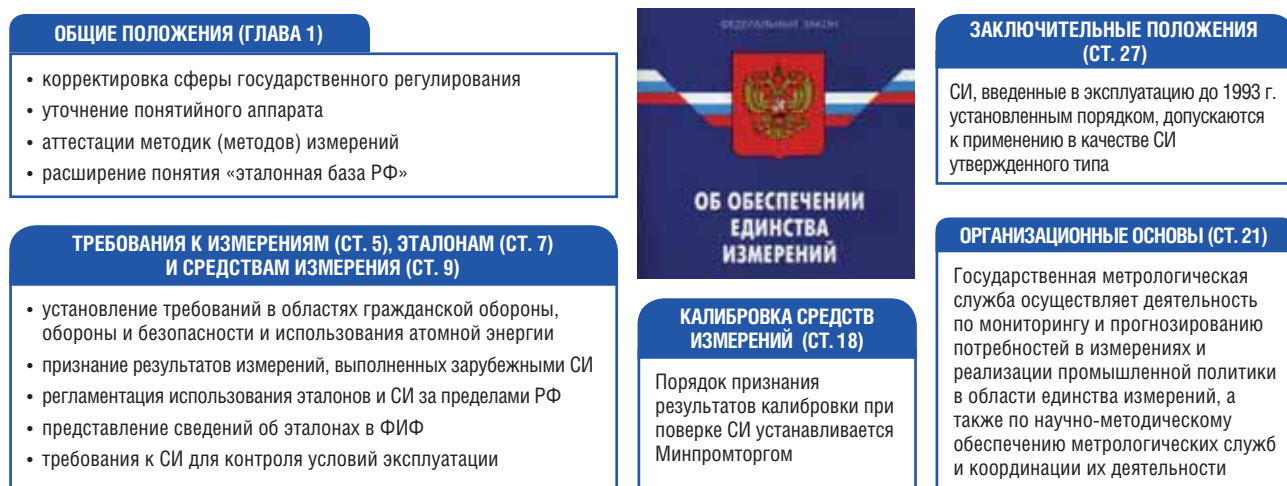 ОБЩИЕ ПОЛОЖЕНИЯ (ГЛАВА 1)
• корректировка сферы государственного регулирования
• уточнение понятийного аппарата
• аттестации методик (методов) измерений
• расширение понятия «эталонная база РФ»
ТРЕБОВАНИЯ К ИЗМЕРЕНИЯМ (СТ. 5), ЭТАЛОНАМ (СТ. 7)
И СРЕДСТВАМ ИЗМЕРЕНИЯ (СТ. 9)
• установление требований в областях гражданской обороны,
обороны и безопасности и использования атомной энергии
• признание результатов измерений, выполненных зарубежными СИ
• регламентация использования эталонов и СИ за пределами РФ
• представление сведений об эталонах в ФИФ
• требования к СИ для контроля условий эксплуатации
ФЕДЕРАЛЬНЫЙ ЗАКОН
ОБ ОБЕСПЕЧЕНИИ
ЕДИНСТВА
ИЗМЕРЕНИЙ
КАЛИБРОВКА СРЕДСТВ
ИЗМЕРЕНИЙ (СТ. 18)
Порядок признания
результатов калибровки при
поверке СИ устанавливается
Минпромторгом
ЗАКЛЮЧИТЕЛЬНЫЕ ПОЛОЖЕНИЯ
(СТ. 27)
СИ, введенные в эксплуатацию до 1993 г.
установленным порядком, допускаются
к применению в качестве СИ
утвержденного типа
ОРГАНИЗАЦИОННЫЕ ОСНОВЫ (СТ. 21)
Государственная метрологическая
служба осуществляет деятельность
по мониторингу и прогнозированию
потребностей в измерениях и
реализации промышленной политики
в области единства измерений, а
также по научно-методическому
обеспечению метрологических служб
и координации их деятельности